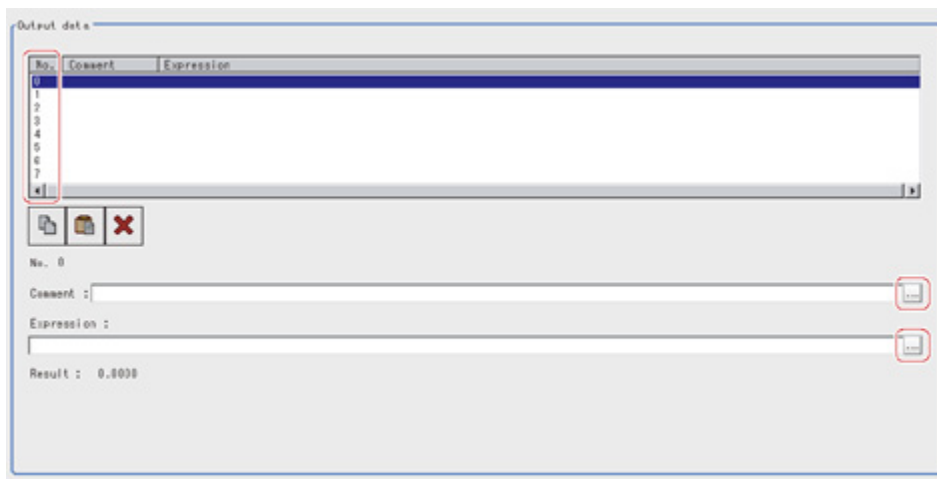 Output data
No. Comment Expression
0
1
2
3
4
5
6
7
No. 0
Comment :
...
Expression :
...
Result : 0.0000